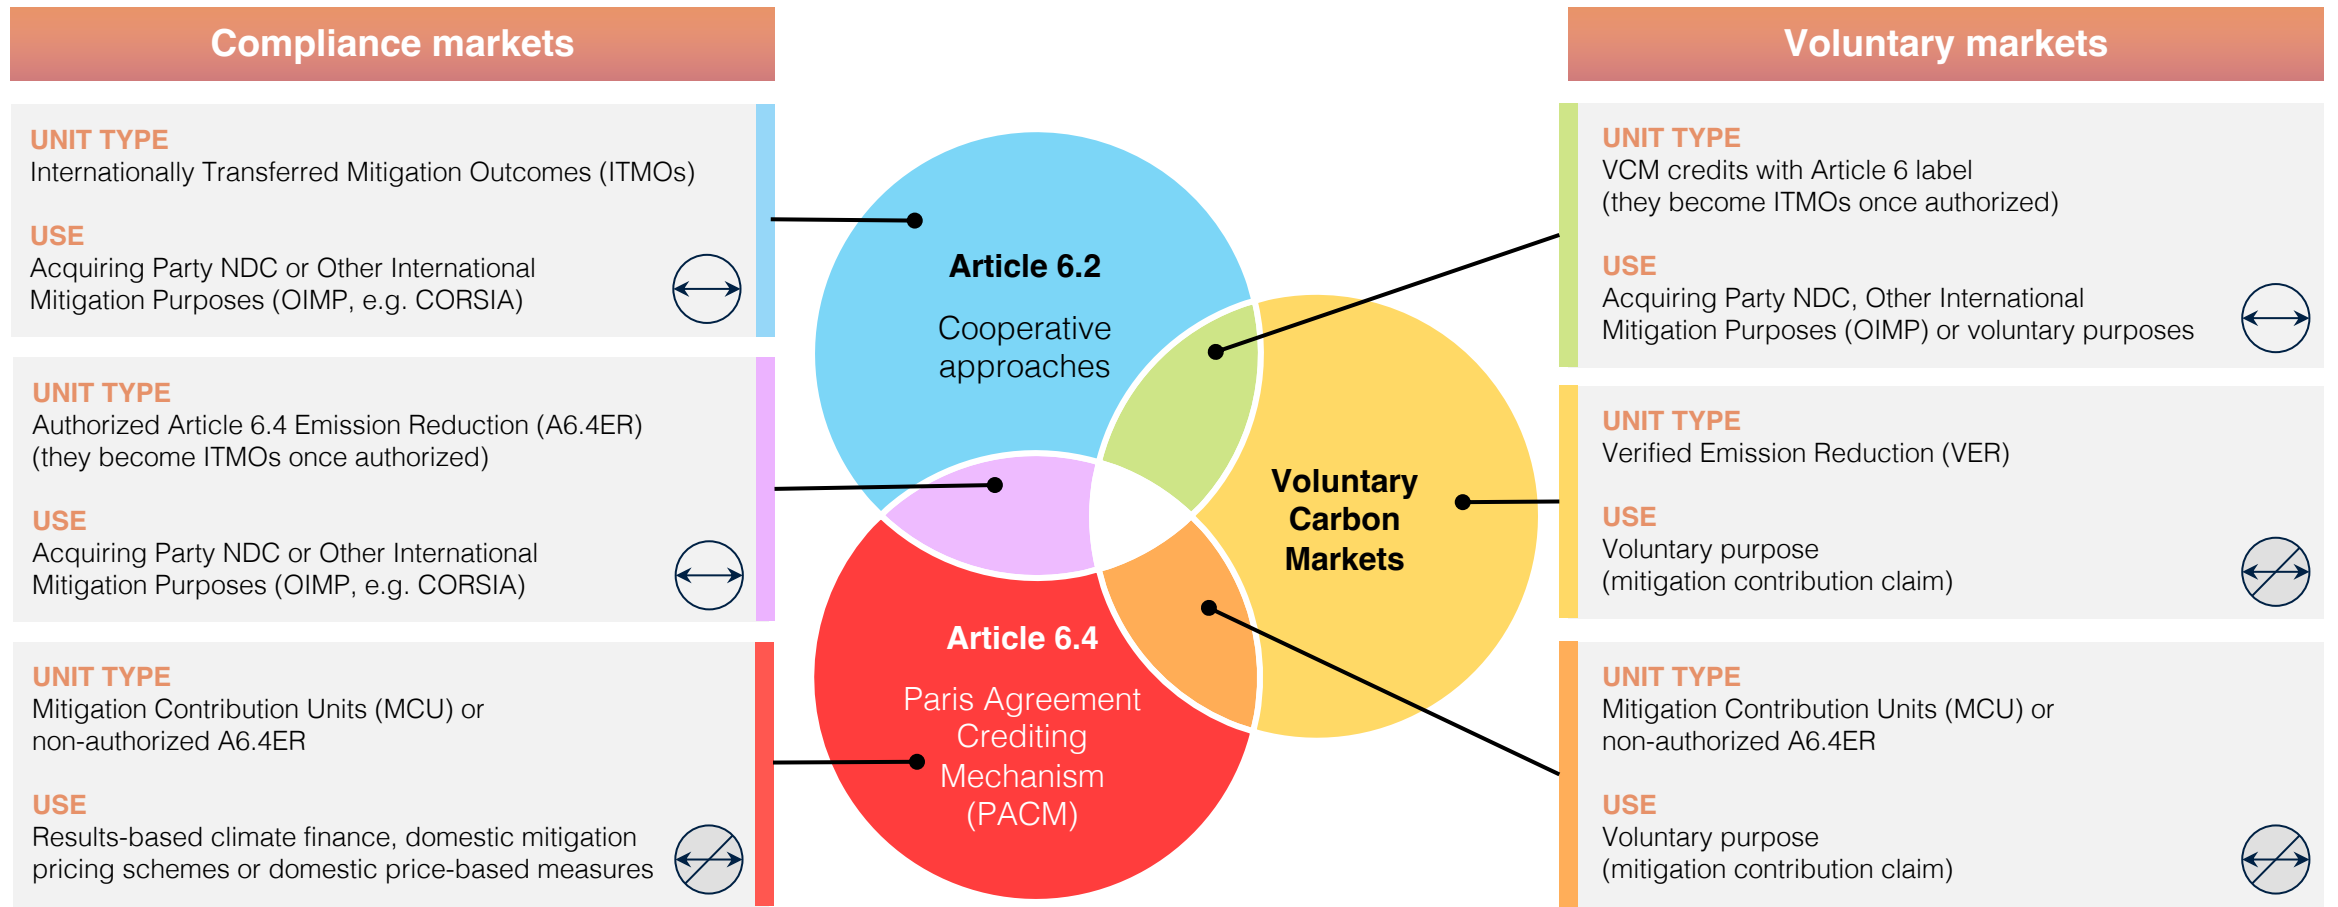 Compliance markets
UNIT TYPE
Internationally Transferred Mitigation Outcomes (ITMOs)
USE
Acquiring Party NDC or Other International
Mitigation Purposes (OIMP, e.g. CORSIA)
UNIT TYPE
Authorized Article 6.4 Emission Reduction (A6.4ER)
(they become ITMOs once authorized)
USE
Acquiring Party NDC or Other International
Mitigation Purposes (OIMP, e.g. CORSIA)
UNIT TYPE
Mitigation Contribution Units (MCU) or
non-authorized A6.4ER
USE
Results-based climate finance, domestic mitigation
pricing schemes or domestic price-based measures
Article 6.2
Cooperative
approaches
Voluntary
Carbon
Markets
Article 6.4
Paris Agreement
Crediting
Mechanism
(PACM)
Voluntary markets
UNIT TYPE
VCM credits with Article 6 label
(they become ITMOs once authorized)
USE
Acquiring Party NDC, Other International
Mitigation Purposes (OIMP) or voluntary purposes
UNIT TYPE
Verified Emission Reduction (VER)
USE
Voluntary purpose
(mitigation contribution claim)
UNIT TYPE
Mitigation Contribution Units (MCU) or
non-authorized A6.4ER
USE
Voluntary purpose
(mitigation contribution claim)